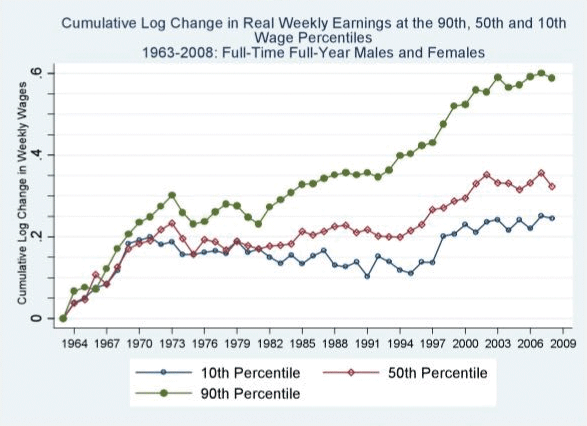 Cumulative Log Change in Real Weekly Earnings at the 90th, 50th and 10th
Wage Percentiles
1963-2008: Full-Time Full-Year Males and Females
Cumulative Log Change in Weekly Wages
.6
.4
.2
0
1964 1967 1970 1973 1976 1979 1982 1985 1988 1991 1994 1997 2000 2003 2006 2009
10th Percentile 50th Percentile
90th Percentile